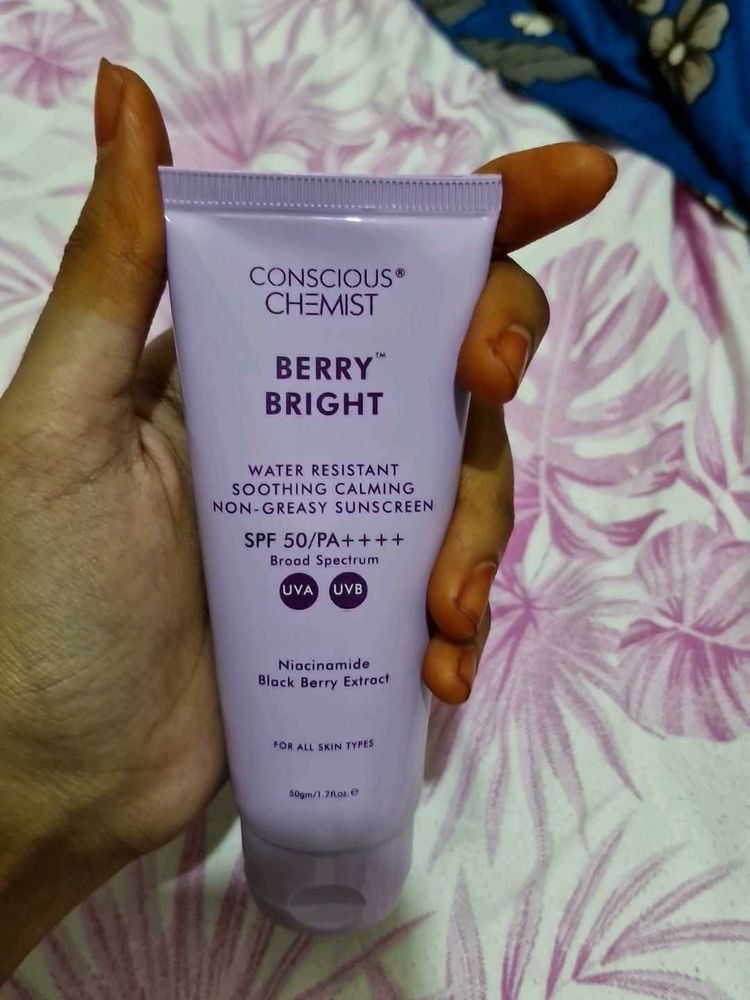 CONSCIOUS®
CHEMIST
BERRY™
BRIGHT
WATER RESISTANT
SOOTHING CALMING
NON-GREASY SUNSCREEN
SPF 50/PA++++
Broad Spectrum
UVA UVB
Niacinamide
Black Berry Extract
FOR ALL SKIN TYPES
50gm/1.7fl.oz. ℮